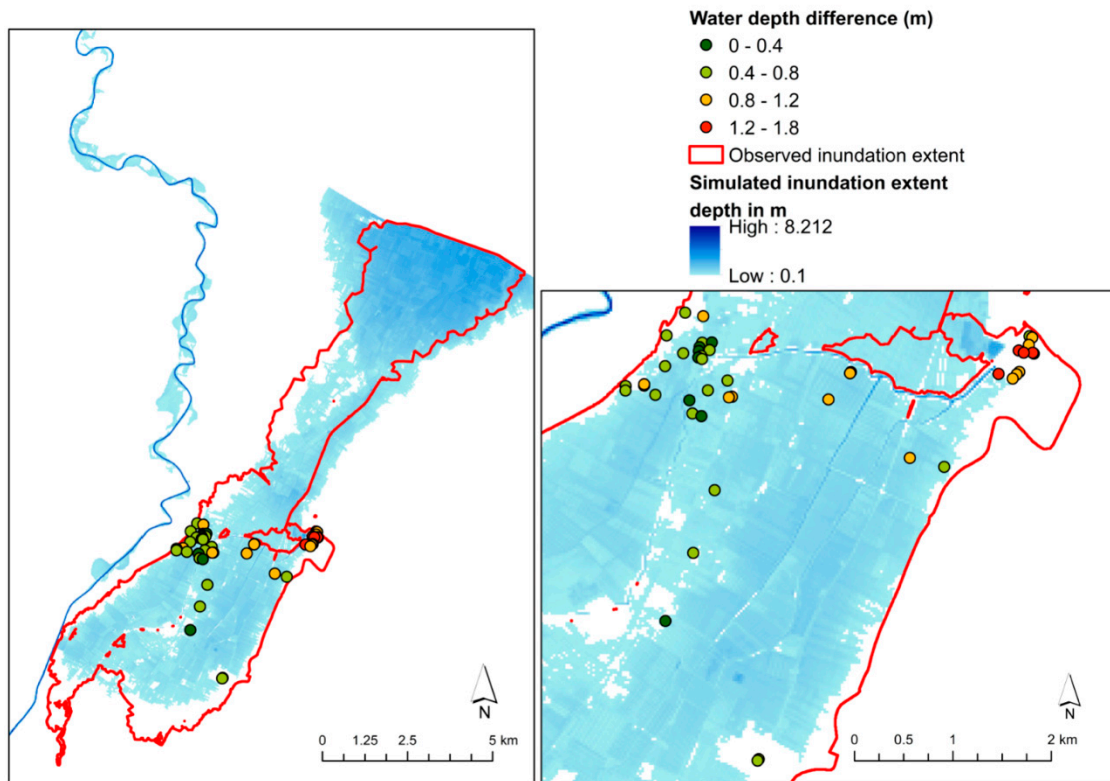 Water depth difference (m)
0 - 0.4
0.4 - 0.8
0.8 - 1.2
1.2 - 1.8
Observed inundation extent
Simulated inundation extent
depth in m
High : 8.212
Low : 0.1
N
0 1.25 2.5 5 km
N
0 0.5 1 2 km